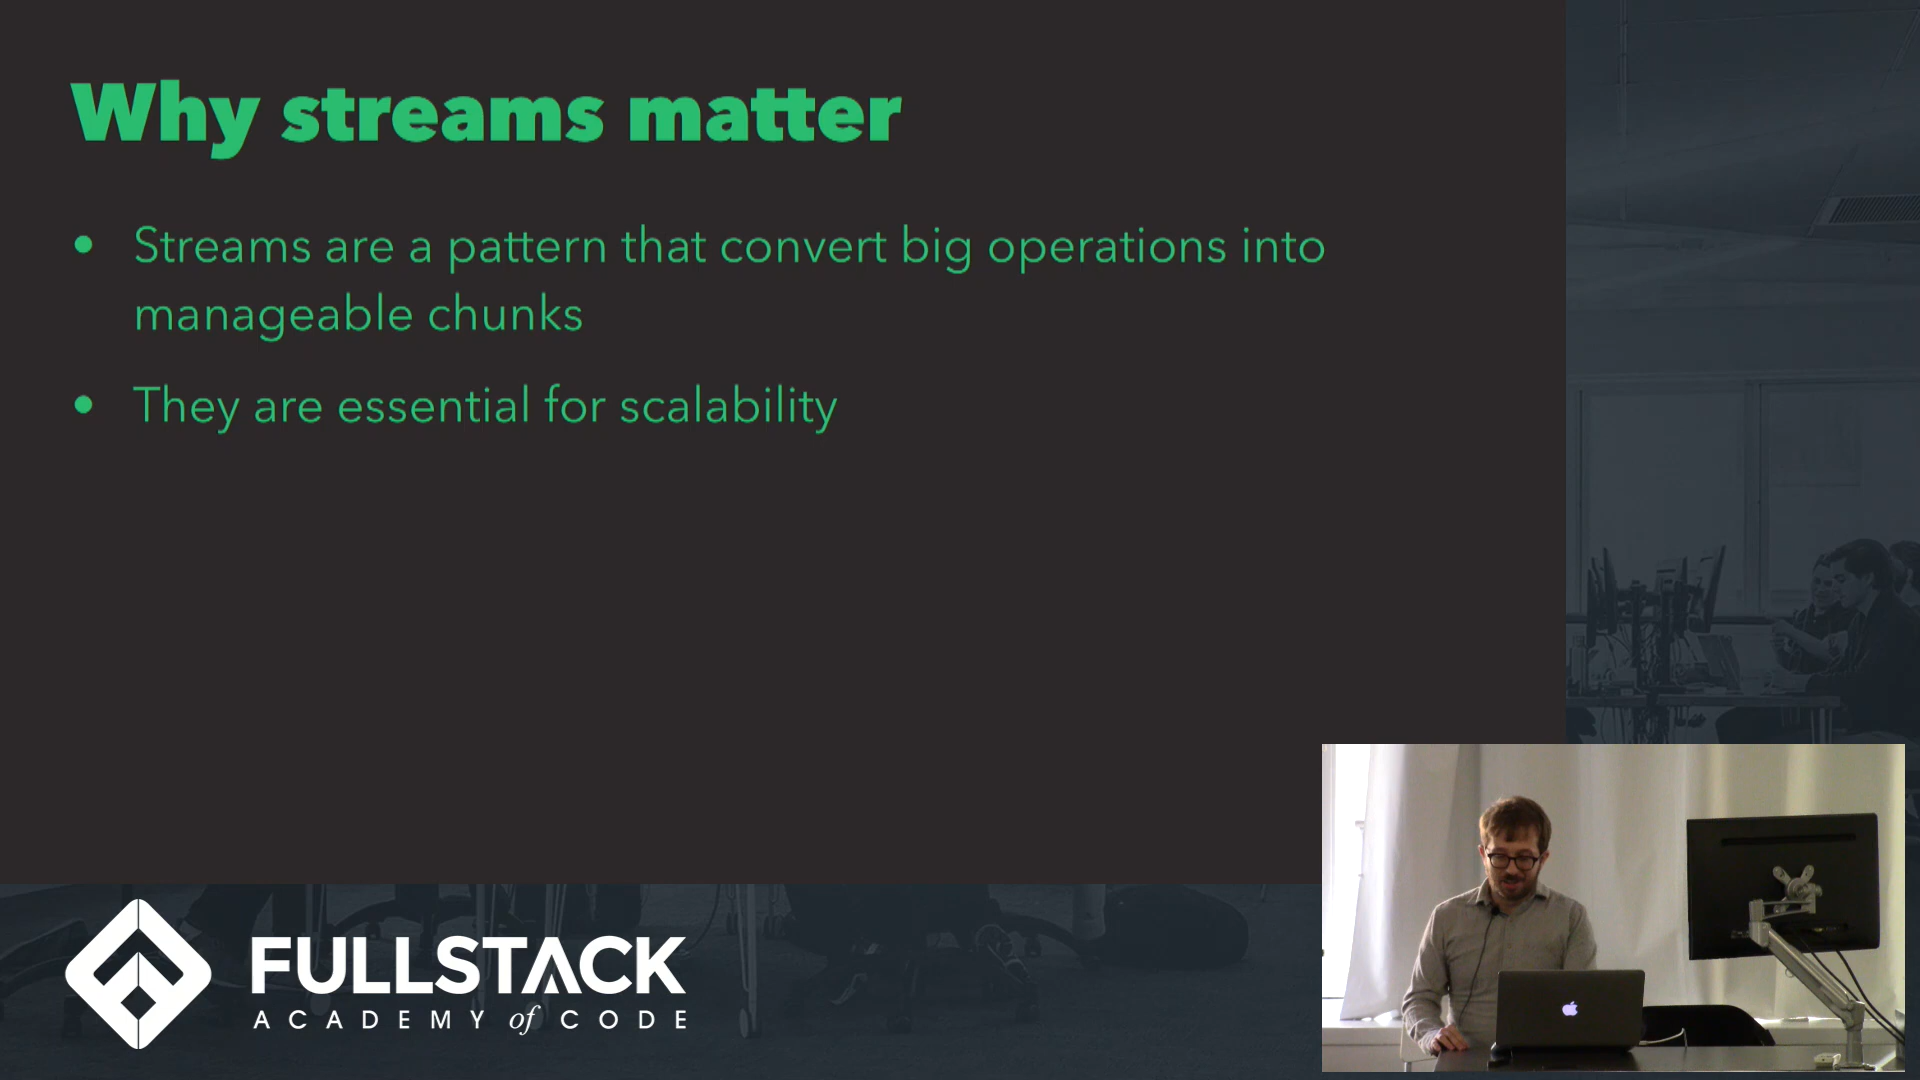 Why streams matter
• Streams are a pattern that convert big operations into
manageable chunks
• They are essential for scalability
FULLSTACK
ACADEMY of CODE